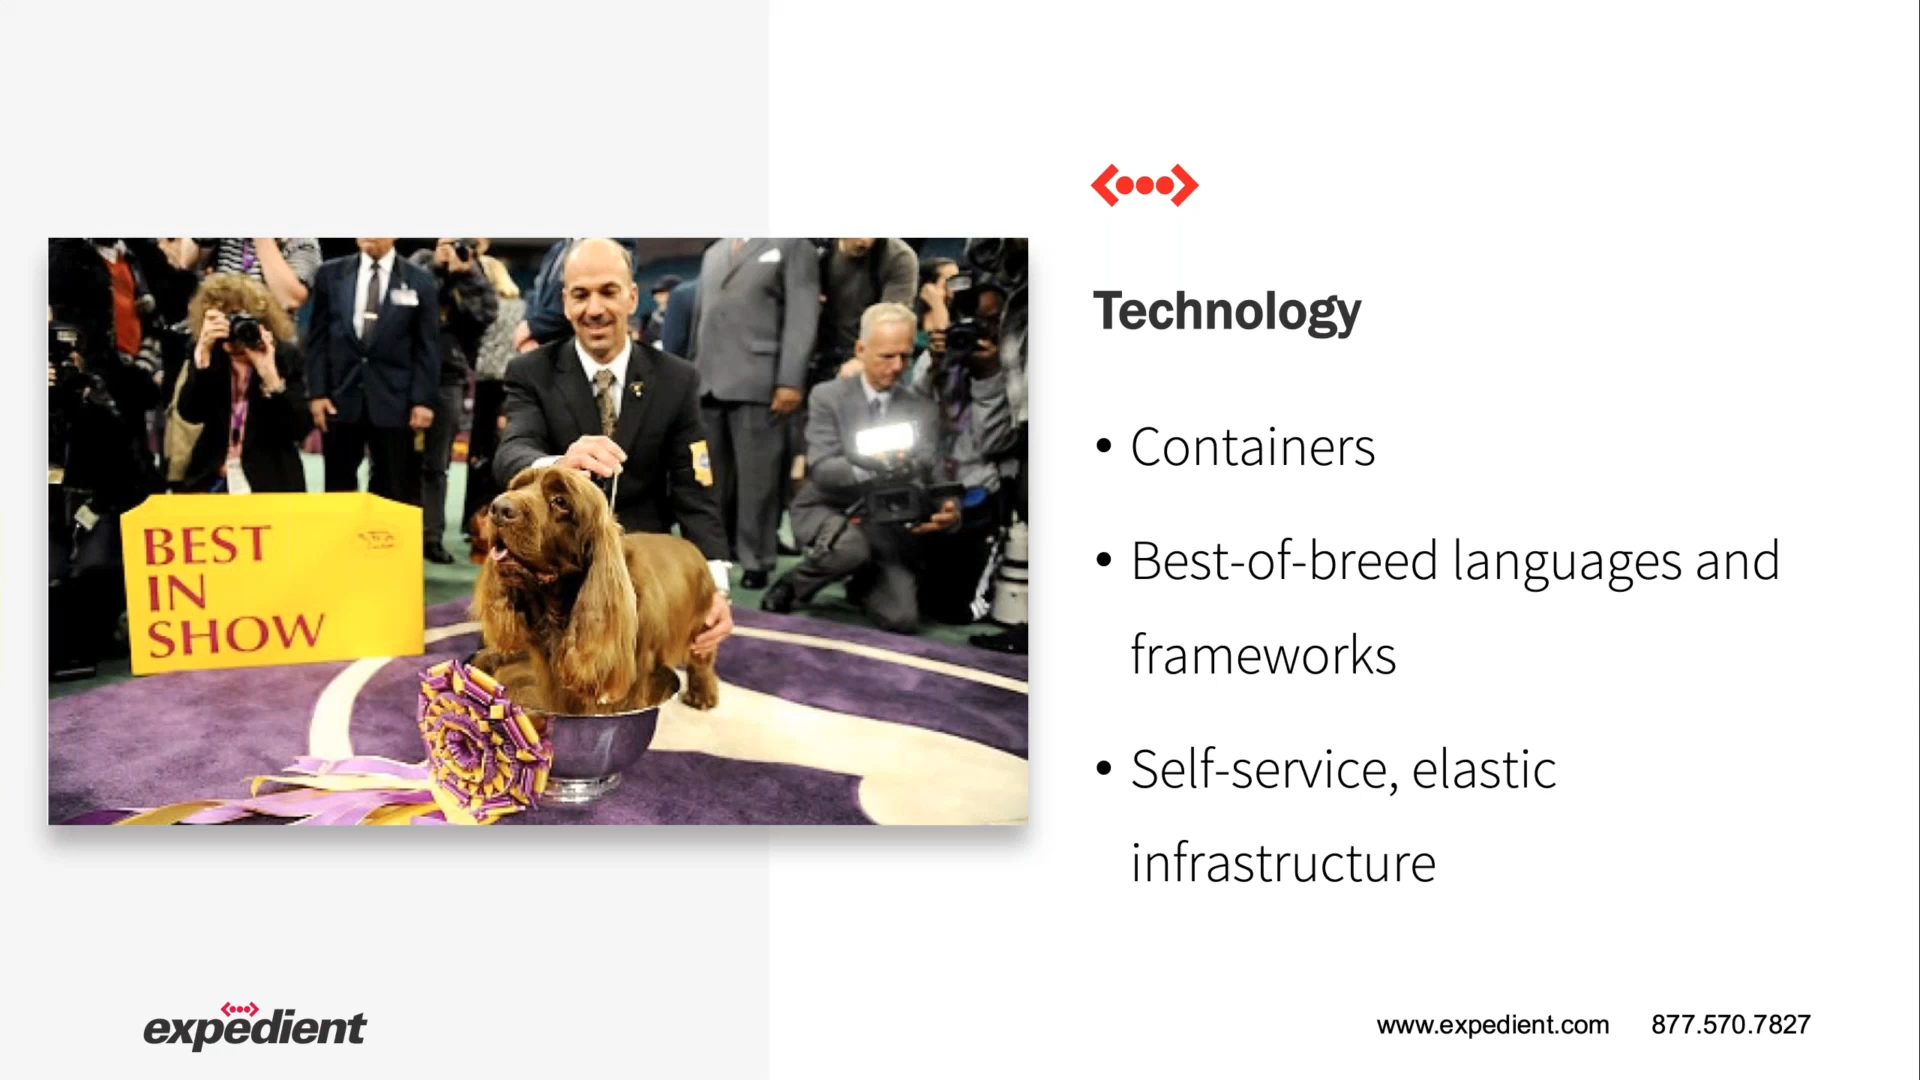 BEST
IN
SHOW
Technology
• Containers
• Best-of-breed languages and
frameworks
• Self-service, elastic
infrastructure
expedient
www.expedient.com 877.570.7827